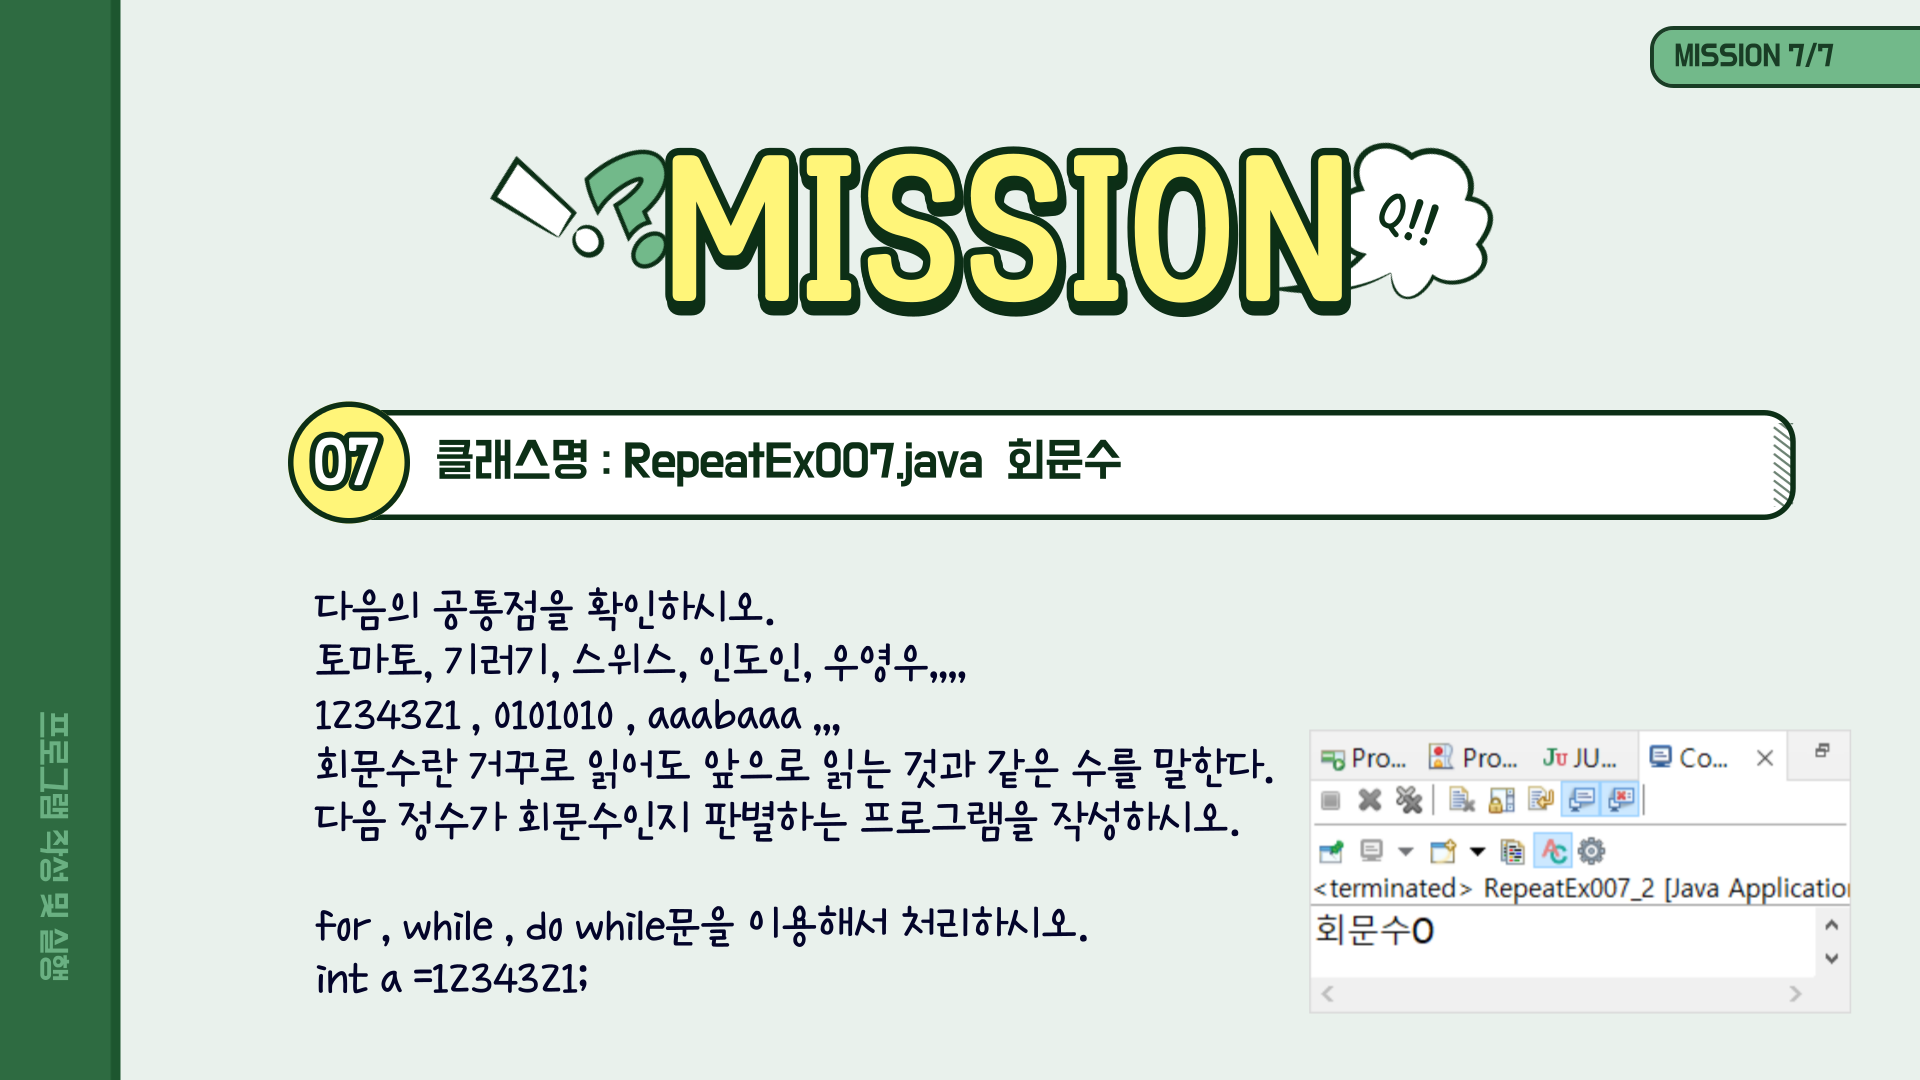 MISSION 7/7
!?
MISSION
Q!!
07
클래스명 : RepeatEx007.java 회문수
다음의 공통점을 확인하시오.
토마토, 기러기, 스위스, 인도인, 우영우,,,,
1234321 , 0101010 , aaabaaa ,,,
회문수란 거꾸로 읽어도 앞으로 읽는 것과 같은 수를 말한다.
다음 정수가 회문수인지 판별하는 프로그램을 작성하시오.
for , while , do while문을 이용해서 처리하시오.
int a =1234321;
Pro... Pro... Ju JU... Co...
<terminated> RepeatEx007_2 [Java Application
회문수O
프로그램 작성 및 실행